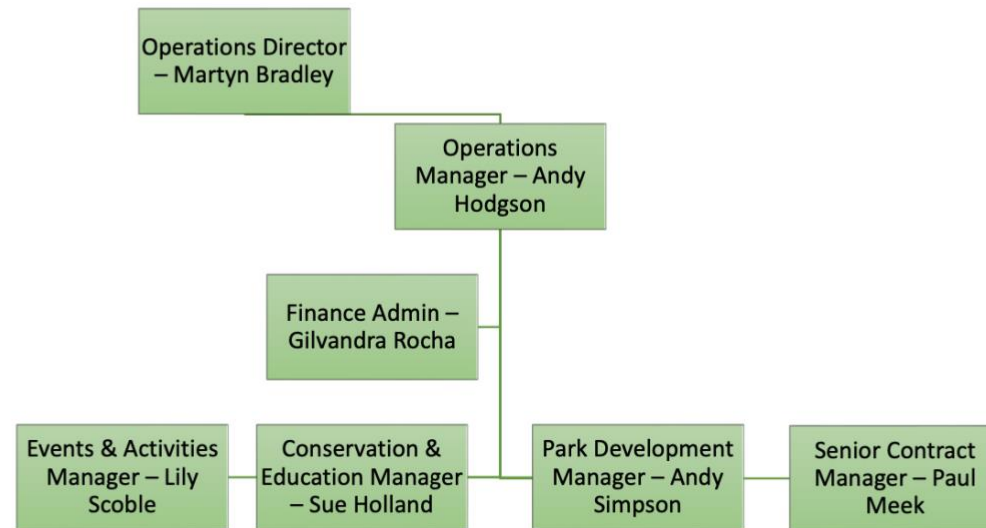 Operations Director
– Martyn Bradley
Operations
Manager – Andy
Hodgson
Finance Admin –
Gilvandra Rocha
Events & Activities
Manager – Lily
Scoble
Conservation &
Education Manager
– Sue Holland
Park Development
Manager – Andy
Simpson
Senior Contract
Manager – Paul
Meek